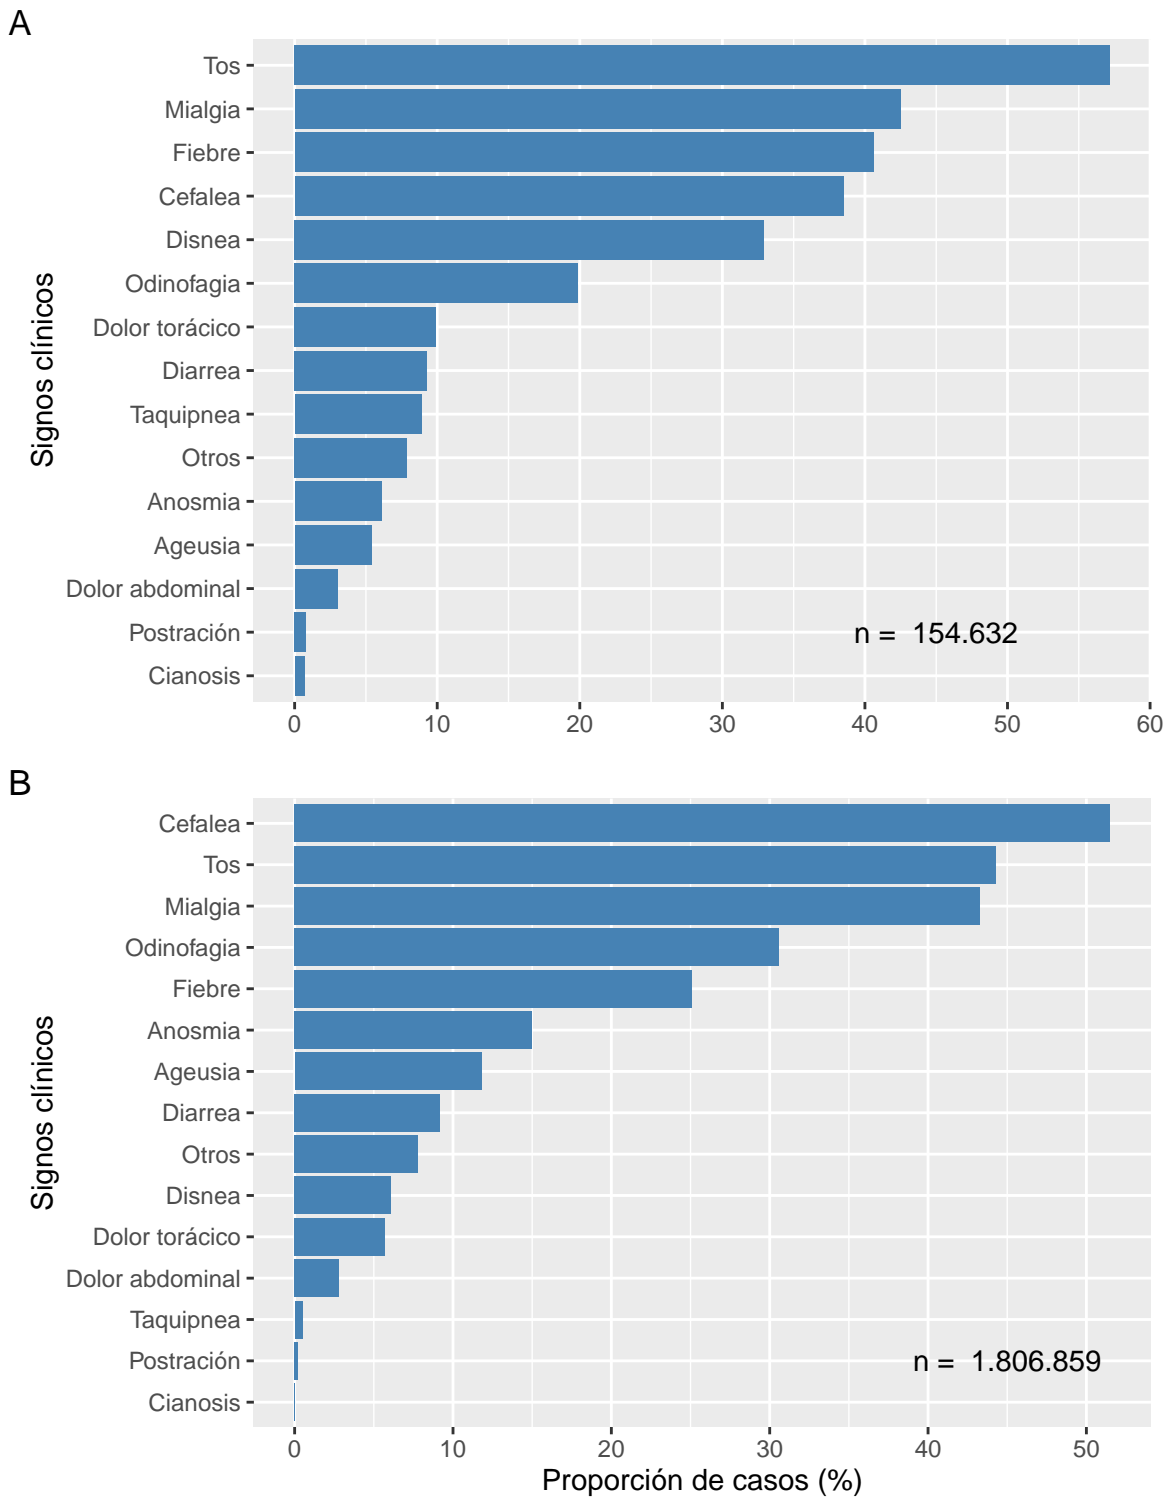 A
Signos clínicos
Tos
Mialgia
Fiebre
Cefalea
Disnea
Odinofagia
Dolor torácico
Diarrea
Taquipnea
Otros
Anosmia
Ageusia
Dolor abdominal
Postración
Cianosis
n = 154.632
0 10 20 30 40 50 60
B
Signos clínicos
Cefalea
Tos
Mialgia
Odinofagia
Fiebre
Anosmia
Ageusia
Diarrea
Otros
Disnea
Dolor torácico
Dolor abdominal
Taquipnea
Postración
Cianosis
n = 1.806.859
0 10 20 30 40 50
Proporción de casos (%)